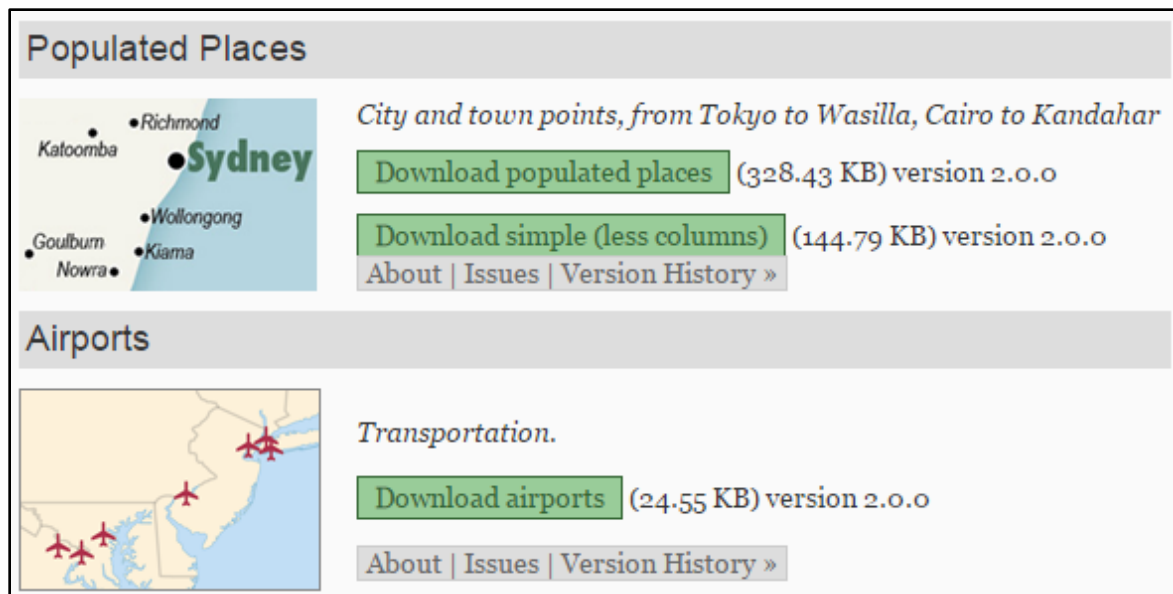 Populated Places
City and town points, from Tokyo to Wasilla, Cairo to Kandahar
Richmond
Katoomba
Sydney
Wollongong
Goulburn
Kiama
Nowra
Download populated places (328.43 KB) version 2.0.0
Download simple (less columns) (144.79 KB) version 2.0.0
About | Issues | Version History »
Airports
Transportation.
Download airports (24.55 KB) version 2.0.0
About | Issues | Version History »